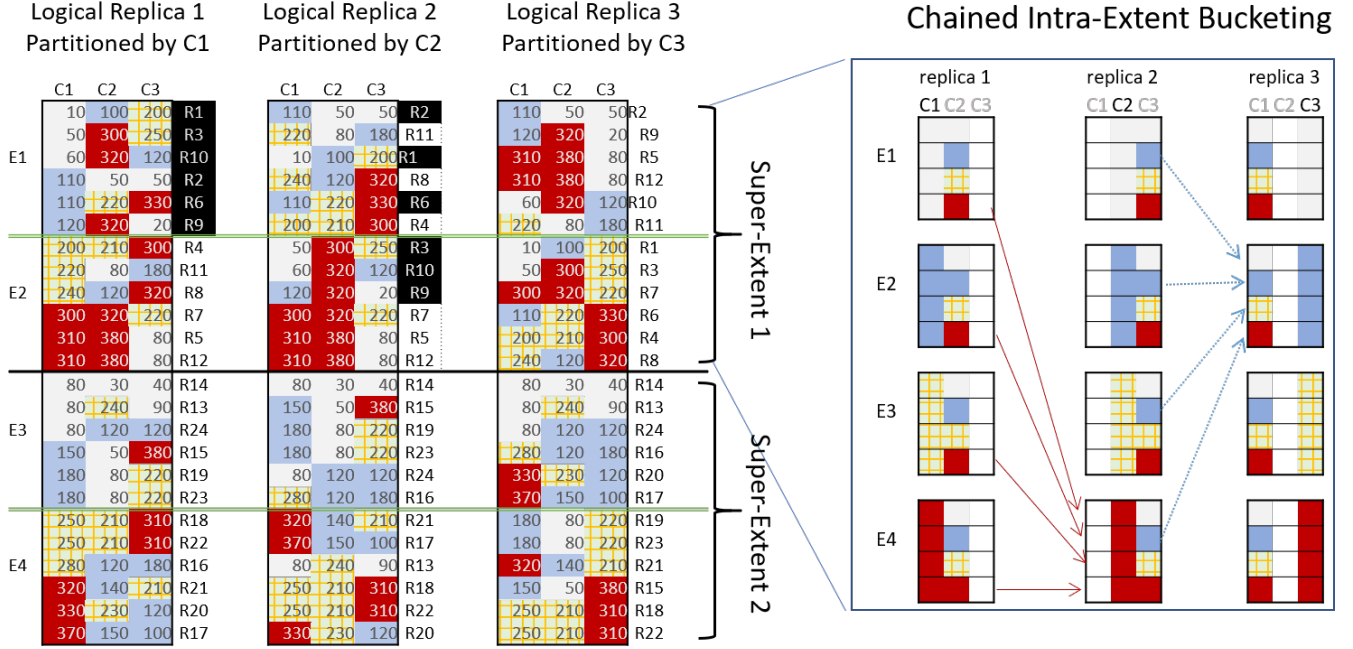 Logical Replica 1 Logical Replica 2 Logical Replica 3
Partitioned by C1 Partitioned by C2 Partitioned by C3
C1 C2 C3 C1 C2 C3 C1 C2 C3
10 100 200 R1 110 50 50 R2 110 50 50 R2
50 300 250 R3 220 80 180 R11 120 320 20 R9
E1 60 320 120 R10 10 100 200 R1 310 380 80 R5
110 50 50 R2 240 120 320 R8 310 380 80 R12
110 220 330 R6 110 220 330 R6 60 320 120 R10
120 320 20 R9 200 210 300 R4 220 80 180 R11
200 210 300 R4 50 300 250 R3 10 100 200 R1
220 80 180 R11 60 320 120 R10 50 300 250 R3
E2 240 120 320 R8 120 320 20 R9 300 320 220 R7
300 320 220 R7 300 320 220 R7 110 220 330 R6
310 380 80 R5 310 380 80 R5 200 210 300 R4
310 380 80 R12 310 380 80 R12 240 120 320 R8
80 30 40 R14 80 30 40 R14 80 30 40 R14
80 240 90 R13 150 50 380 R15 80 240 90 R13
E3 80 120 120 R24 180 80 220 R19 80 120 120 R24
150 50 380 R15 180 80 220 R23 280 120 180 R16
180 80 220 R19 80 120 120 R24 330 230 120 R20
180 80 220 R23 280 120 180 R16 370 150 100 R17
250 210 310 R18 320 140 210 R21 180 80 220 R19
250 210 310 R22 370 150 100 R17 180 80 220 R23
E4 280 120 180 R16 80 240 90 R13 320 140 210 R21
320 140 210 R21 250 210 310 R18 150 50 380 R15
330 230 120 R20 250 210 310 R22 250 210 310 R18
370 150 100 R17 330 230 120 R20 250 210 310 R22
Super-Extent 1
Super-Extent 2
Chained Intra-Extent Bucketing
replica 1 replica 2 replica 3
C1 C2 C3 C1 C2 C3 C1 C2 C3
E1
E2
E3
E4